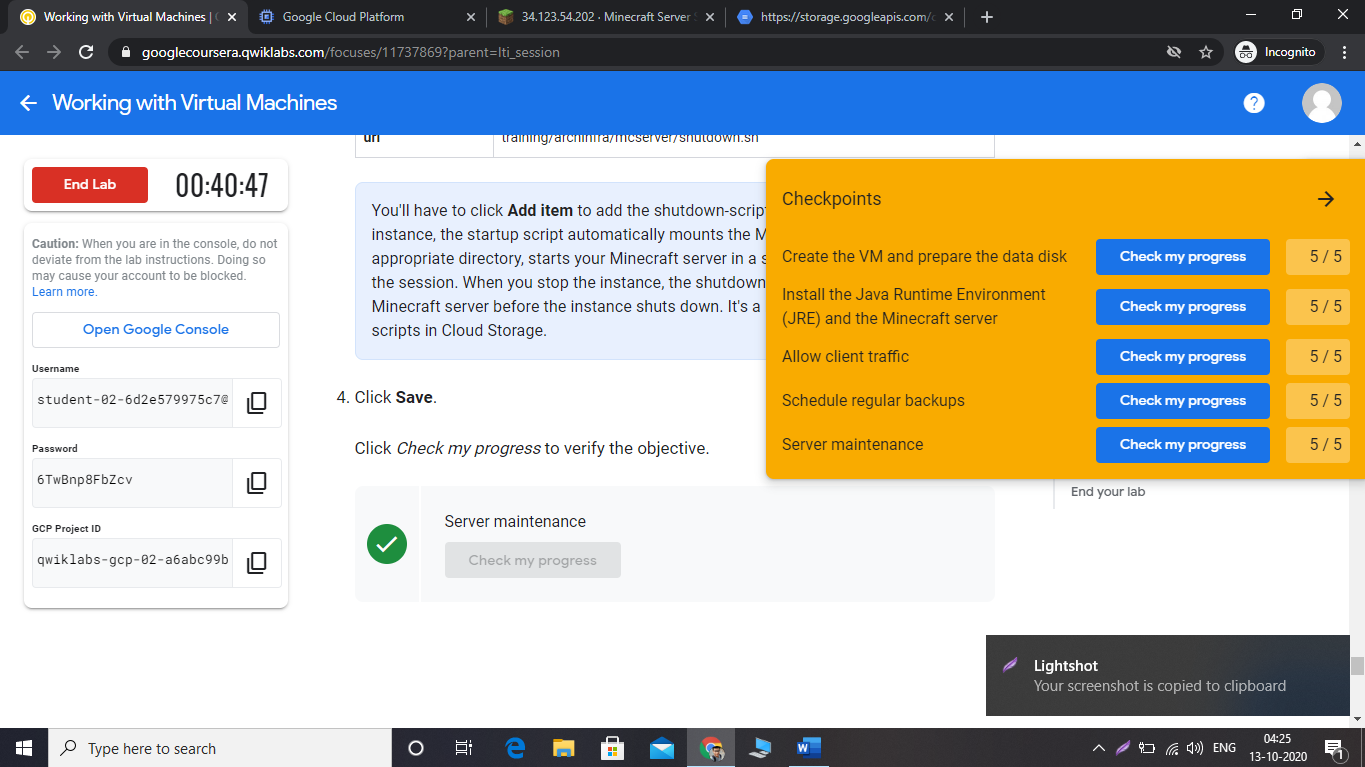 Working with Virtual Machines |
Google Cloud Platform
34.123.54.202 · Minecraft Server
https://storage.googleapis.com/
googlecoursera.qwiklabs.com/focuses/11737869?parent=lti_session
Incognito
Working with Virtual Machines
End Lab
00:40:47
Caution: When you are in the console, do not
deviate from the lab instructions. Doing so
may cause your account to be blocked.
Learn more.
Open Google Console
Username
student-02-6d2e579975c7@
Password
6TwBnp8FbZcv
GCP Project ID
qwiklabs-gcp-02-a6abc99b
url training/archinfra/mcserver/shutdown.sh
You'll have to click Add item to add the shutdown-script
instance, the startup script automatically mounts the M
appropriate directory, starts your Minecraft server in a s
the session. When you stop the instance, the shutdown
Minecraft server before the instance shuts down. It's a
scripts in Cloud Storage.
4. Click Save.
Click Check my progress to verify the objective.
Server maintenance
Check my progress
Checkpoints
Create the VM and prepare the data disk Check my progress 5 / 5
Install the Java Runtime Environment
(JRE) and the Minecraft server Check my progress 5 / 5
Allow client traffic Check my progress 5 / 5
Schedule regular backups Check my progress 5 / 5
Server maintenance Check my progress 5 / 5
End your lab
Lightshot
Your screenshot is copied to clipboard
Type here to search
ENG
04:25
13-10-2020
1